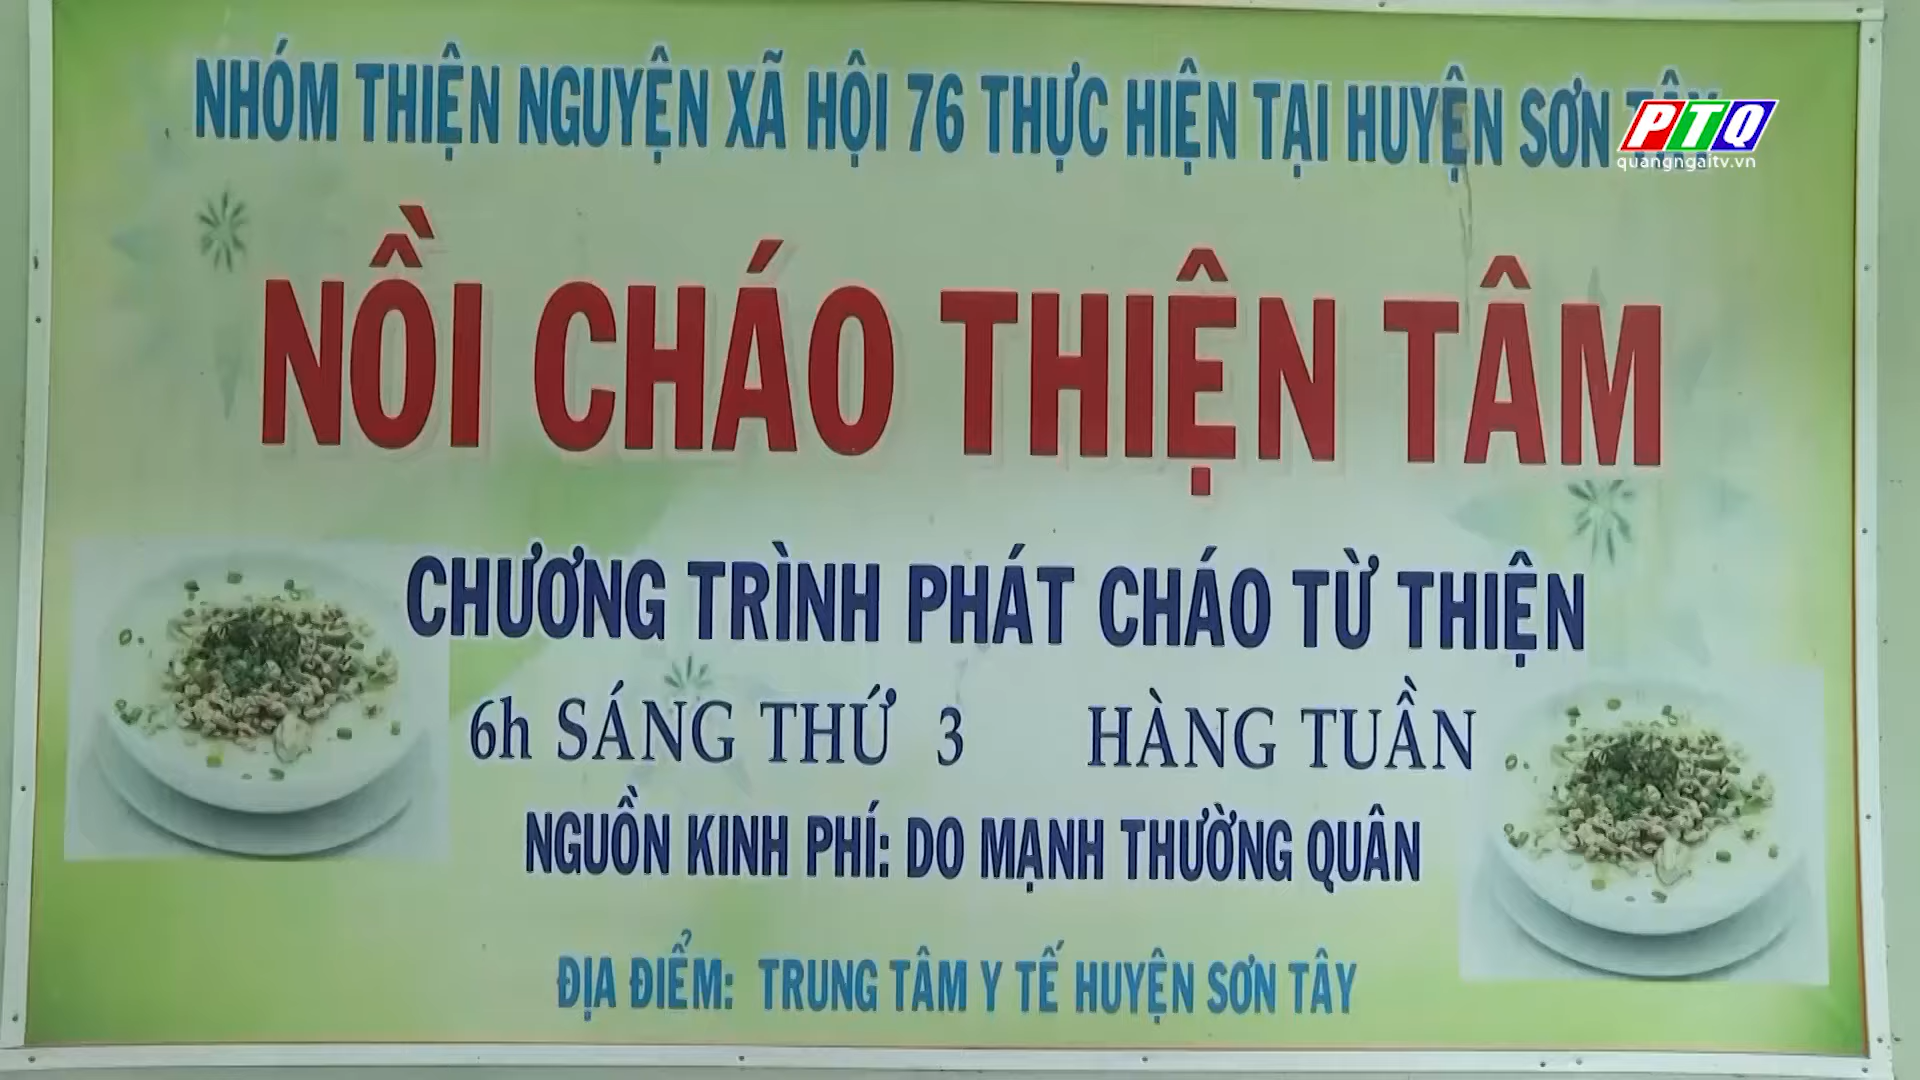 NHÓM THIỆN NGUYỆN XÃ HỘI 76 THỰC HIỆN TẠI HUYỆN SƠN
PTQ
quangngaitv.vn
NỒI CHÁO THIỆN TÂM
CHƯƠNG TRÌNH PHÁT CHÁO TỪ THIỆN
6h SÁNG THỨ 3 HÀNG TUẦN
NGUỒN KINH PHÍ: DO MẠNH THƯỜNG QUÂN
ĐỊA ĐIỂM: TRUNG TÂM Y TẾ HUYỆN SƠN TÂY